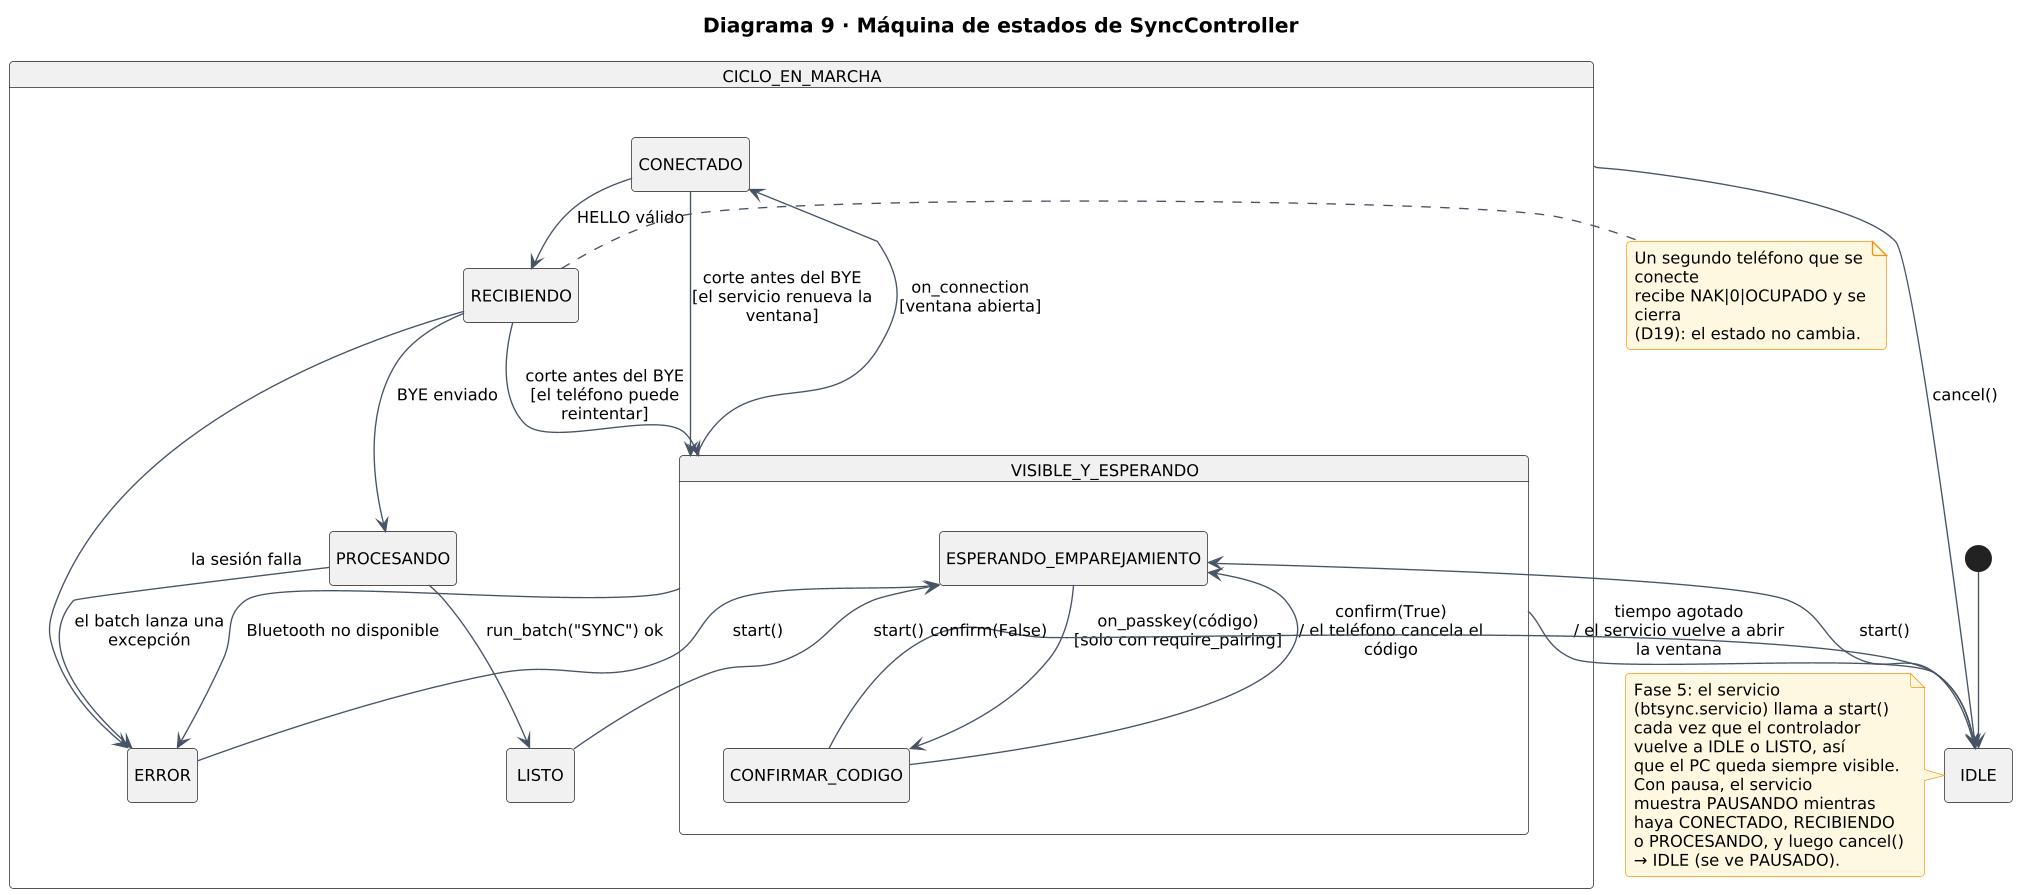 Diagrama 9 · Máquina de estados de SyncController
CICLO_EN_MARCHA
CONECTADO
HELLO válido
RECIBIENDO
corte antes del BYE
[el servicio renueva la
ventana]
on_connection
[ventana abierta]
Un segundo teléfono que se
conecte
recibe NAK|0|OCUPADO y se
cierra
(D19): el estado no cambia.
BYE enviado
corte antes del BYE
[el teléfono puede
reintentar]
cancel()
VISIBLE_Y_ESPERANDO
PROCESANDO
ESPERANDO_EMPAREJAMIENTO
la sesión falla
el batch lanza una
excepción
Bluetooth no disponible
run_batch("SYNC") ok
start()
start()
confirm(False)
on_passkey(código)
[solo con require_pairing]
confirm(True)
/ el teléfono cancela el
código
tiempo agotado
/ el servicio vuelve a abrir
la ventana
start()
ERROR
LISTO
CONFIRMAR_CODIGO
Fase 5: el servicio
(btsync.servicio) llama a start()
cada vez que el controlador
vuelve a IDLE o LISTO, así
que el PC queda siempre visible.
Con pausa, el servicio
muestra PAUSANDO mientras
haya CONECTADO, RECIBIENDO
o PROCESANDO, y luego cancel()
→ IDLE (se ve PAUSADO).
IDLE